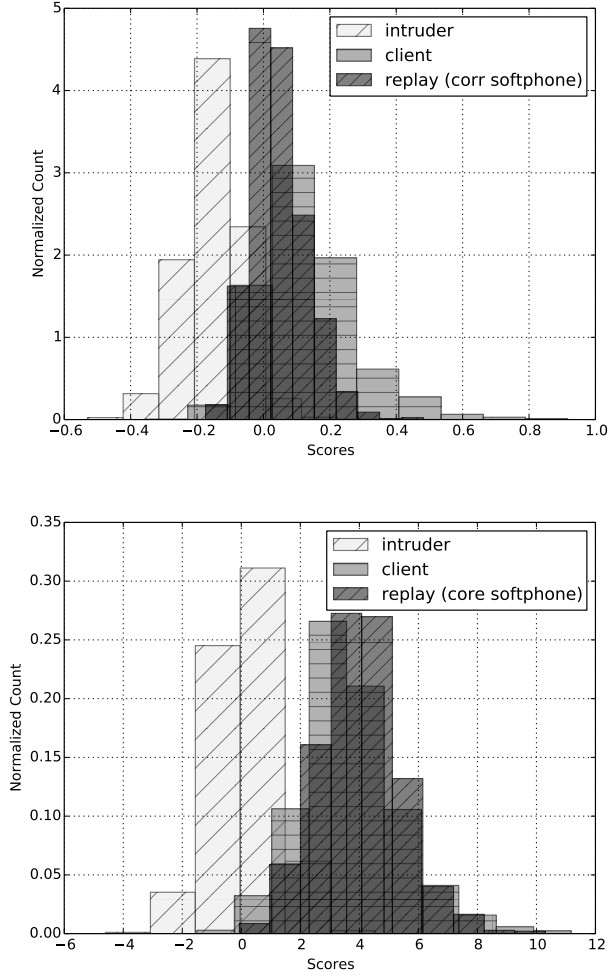 5
4
3
2
1
0
Normalized Count
intruder
client
replay (corr softphone)
−0.6 −0.4 −0.2 0.0 0.2 0.4 0.6 0.8 1.0
Scores
0.35
0.30
0.25
0.20
0.15
0.10
0.05
0.00
Normalized Count
intruder
client
replay (core softphone)
−6 −4 −2 0 2 4 6 8 10 12
Scores